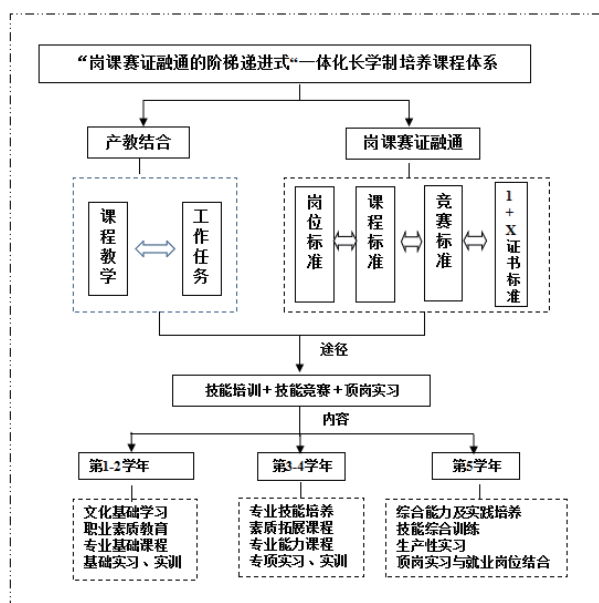 “岗课赛证融通的阶梯递进式“一体化长学制培养课程体系
产教结合
岗课赛证融通
课程教学
工作任务
岗位标准
课程标准
竞赛标准
1+X证书标准
途径
技能培训+技能竞赛+顶岗实习
内容
第1-2学年
第3-4学年
第5学年
文化基础学习
职业素质教育
专业基础课程
基础实习、实训
专业技能培养
素质拓展课程
专业能力课程
专项实习、实训
综合能力及实践培养
技能综合训练
生产性实习
顶岗实习与就业岗位结合